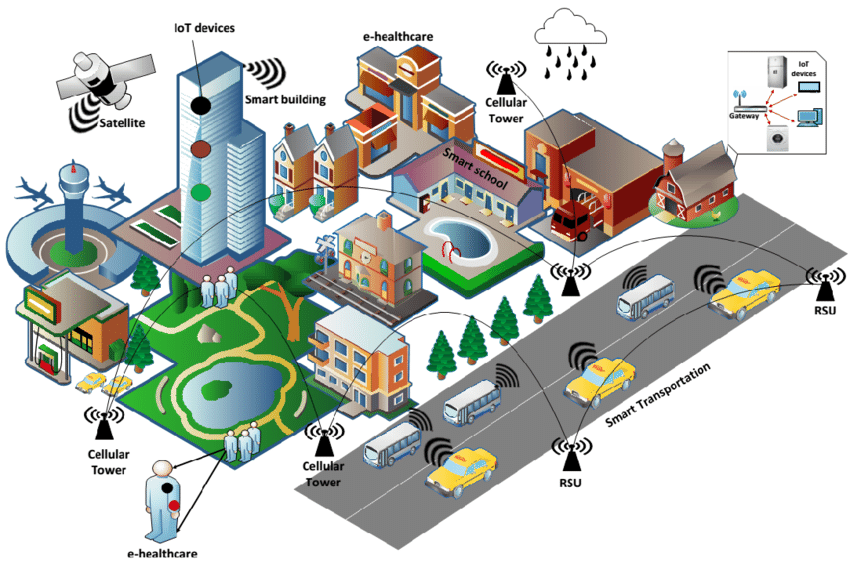 IoT devices
e-healthcare
Cellular
Tower
IoT
devices
Gateway
Satellite
Smart building
Smart school
RSU
Smart Transportation
Cellular
Tower
Cellular
Tower
RSU
e-healthcare